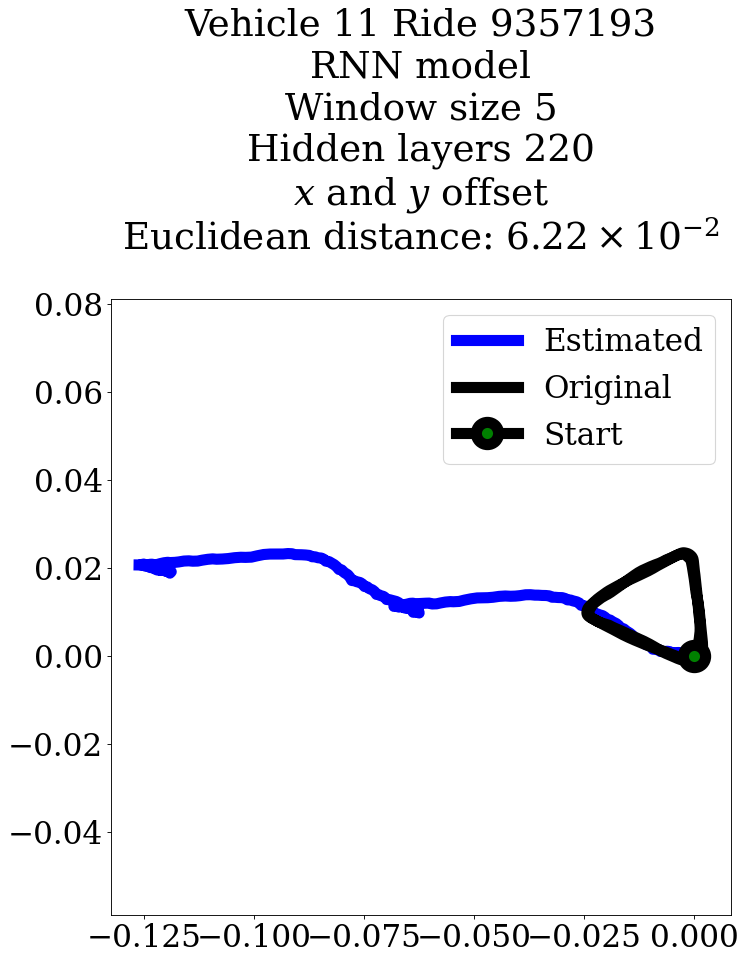 Vehicle 11 Ride 9357193
RNN model
Window size 5
Hidden layers 220
x and y offset
Euclidean distance: 6.22 × 10⁻²
Estimated
Original
Start
0.08
0.06
0.04
0.02
0.00
−0.02
−0.04
−0.125 −0.100 −0.075 −0.050 −0.025 0.000